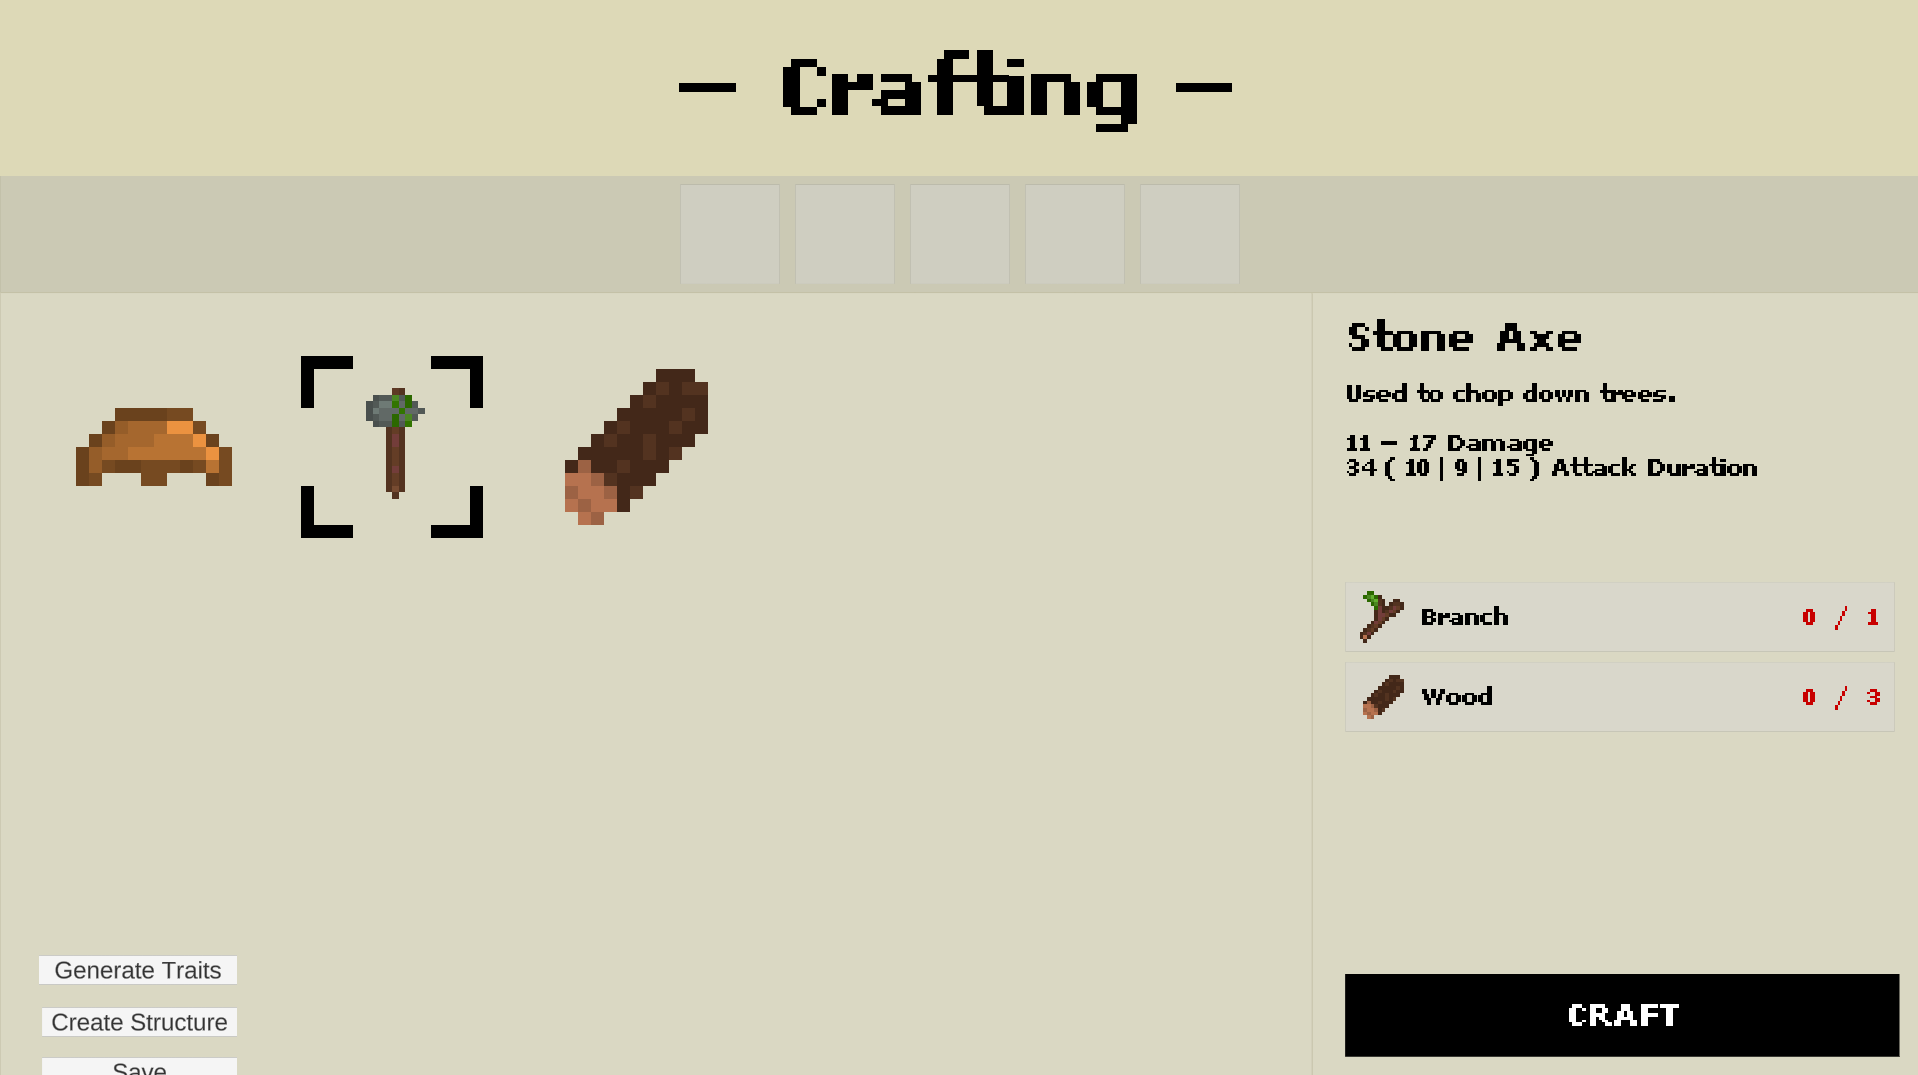 — Crafting —
Stone Axe
Used to chop down trees.
11 - 17 Damage
34 ( 10 | 9 | 15 ) Attack Duration
Branch 0 / 1
Wood 0 / 3
Generate Traits
Create Structure
Save
CRAFT